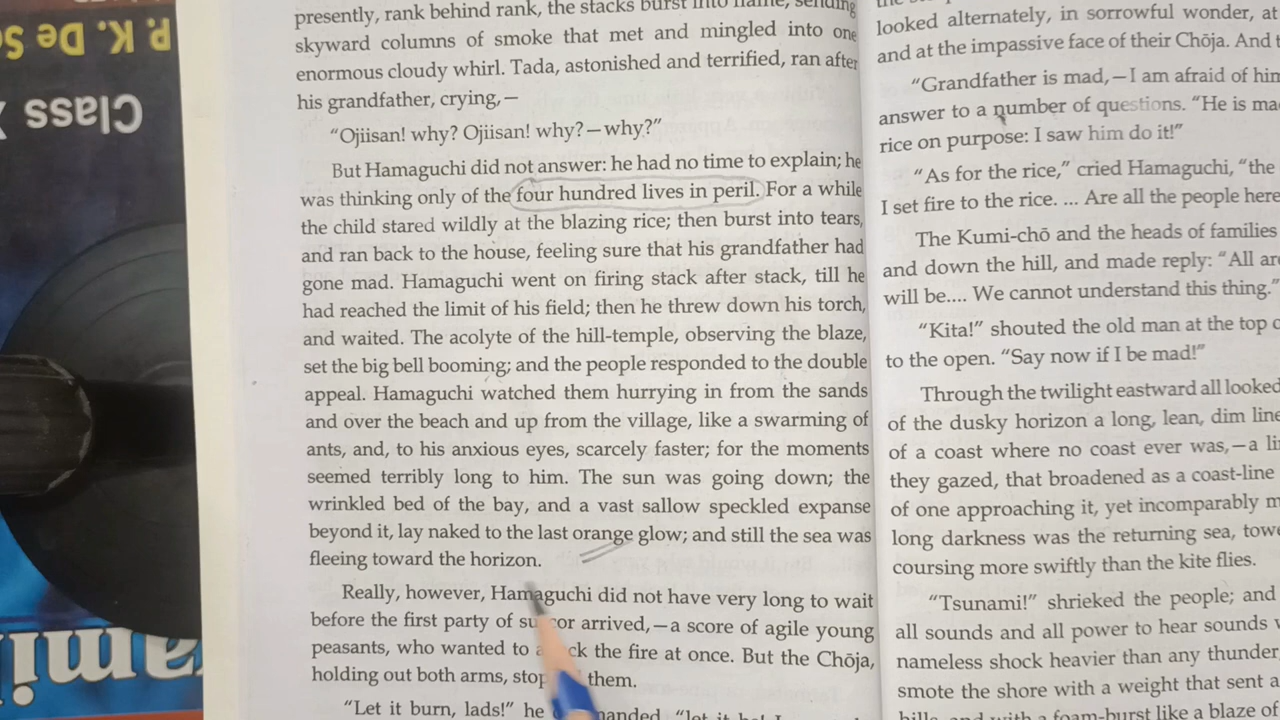 P. K. De S
Class
presently, rank behind rank, the stacks burst into flame, sending
skyward columns of smoke that met and mingled into one
enormous cloudy whirl. Tada, astonished and terrified, ran after
his grandfather, crying,—
"Ojiisan! why? Ojiisan! why?—why?"
But Hamaguchi did not answer: he had no time to explain; he
was thinking only of the four hundred lives in peril. For a while
the child stared wildly at the blazing rice; then burst into tears,
and ran back to the house, feeling sure that his grandfather had
gone mad. Hamaguchi went on firing stack after stack, till he
had reached the limit of his field; then he threw down his torch,
and waited. The acolyte of the hill-temple, observing the blaze,
set the big bell booming; and the people responded to the double
appeal. Hamaguchi watched them hurrying in from the sands
and over the beach and up from the village, like a swarming of
ants, and, to his anxious eyes, scarcely faster; for the moments
seemed terribly long to him. The sun was going down; the
wrinkled bed of the bay, and a vast sallow speckled expanse
beyond it, lay naked to the last orange glow; and still the sea was
fleeing toward the horizon.
Really, however, Hamaguchi did not have very long to wait
before the first party of arrived,—a score of agile young
peasants, who wanted to the fire at once. But the Chōja,
holding out both arms, them.
"Let it burn, lads!" he "let it
looked alternately, in sorrowful wonder, at
and at the impassive face of their Chōja. And
"Grandfather is mad,—I am afraid of him
answer to a number of questions. "He is
rice on purpose: I saw him do it!"
"As for the rice," cried Hamaguchi, "the
I set fire to the rice. ... Are all the people here
The Kumi-chō and the heads of families
and down the hill, and made reply: "All
will be.... We cannot understand this thing."
"Kita!" shouted the old man at the top
to the open. "Say now if I be mad!"
Through the twilight eastward all looked
of the dusky horizon a long, lean, dim line
of a coast where no coast ever was,—a
they gazed, that broadened as a coast-line
of one approaching it, yet incomparably
long darkness was the returning sea,
coursing more swiftly than the kite flies.
"Tsunami!" shrieked the people; and
all sounds and all power to hear sounds
nameless shock heavier than any thunder,
smote the shore with a weight that sent a
and with a foam-burst like a blaze of